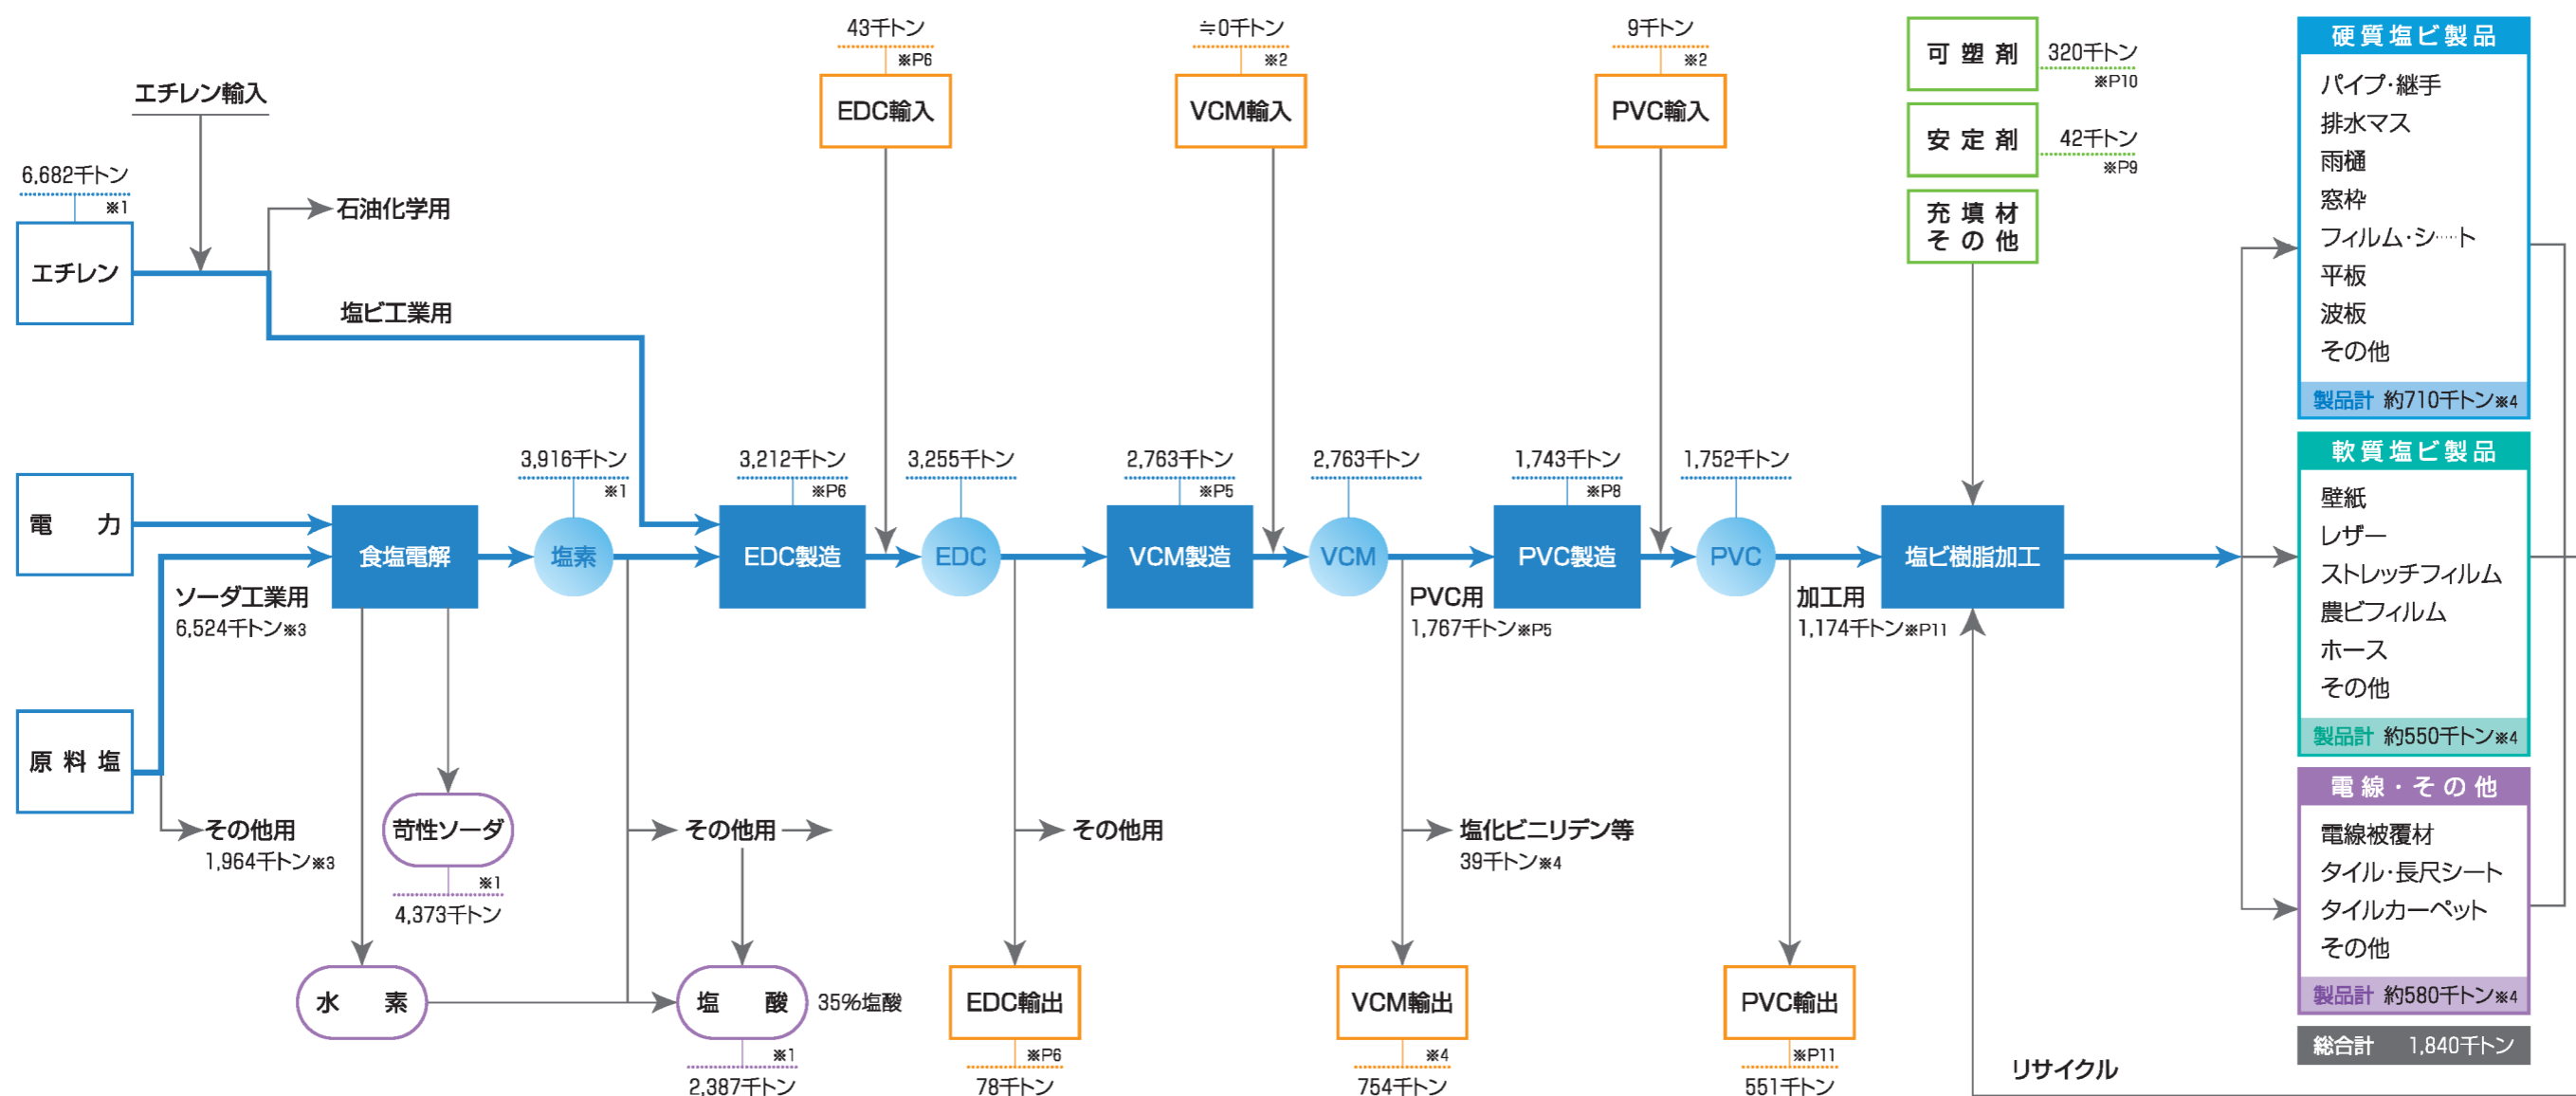 43千トン
※P6
EDC輸入
≒0千トン
※2
VCM輸入
9千トン
※2
PVC輸入
可塑剤
320千トン
※P10
安定剤
42千トン
※P9
充填材
その他
エチレン輸入
6,682千トン
※1
エチレン
石油化学用
塩ビ工業用
電　力
原料塩
ソーダ工業用
6,524千トン※3
その他用
1,964千トン※3
食塩電解
苛性ソーダ
※1
4,373千トン
水　素
3,916千トン
※1
塩素
その他用
塩　酸
35%塩酸
※1
2,387千トン
3,212千トン
※P6
EDC製造
3,255千トン
EDC
その他用
EDC輸出
※P6
78千トン
2,763千トン
※P5
VCM製造
2,763千トン
VCM
PVC用
1,767千トン※P5
塩化ビニリデン等
39千トン※4
VCM輸出
※4
754千トン
1,743千トン
※P8
PVC製造
1,752千トン
PVC
加工用
1,174千トン※P11
PVC輸出
※P11
551千トン
塩ビ樹脂加工
リサイクル
硬質塩ビ製品
パイプ・継手
排水マス
雨樋
窓枠
フィルム・シ……ト
平板
波板
その他
製品計 約710千トン※4
軟質塩ビ製品
壁紙
レザー
ストレッチフィルム
農ビフィルム
ホース
その他
製品計 約550千トン※4
電線・その他
電線被覆材
タイル・長尺シート
タイルカーペット
その他
製品計 約580千トン※4
総合計　1,840千トン